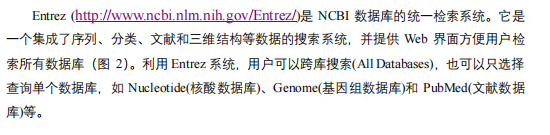 Entrez (http://www.ncbi.nlm.nih.gov/Entrez/)是 NCBI 数据库的统一检索系统。它是
一个集成了序列、分类、文献和三维结构等数据的搜索系统，并提供 Web 界面方便用户检
索所有数据库（图 2）。利用 Entrez 系统，用户可以跨库搜索(All Databases)，也可以只选择
查询单个数据库，如 Nucleotide(核酸数据库)、Genome(基因组数据库)和 PubMed(文献数据
库)等。